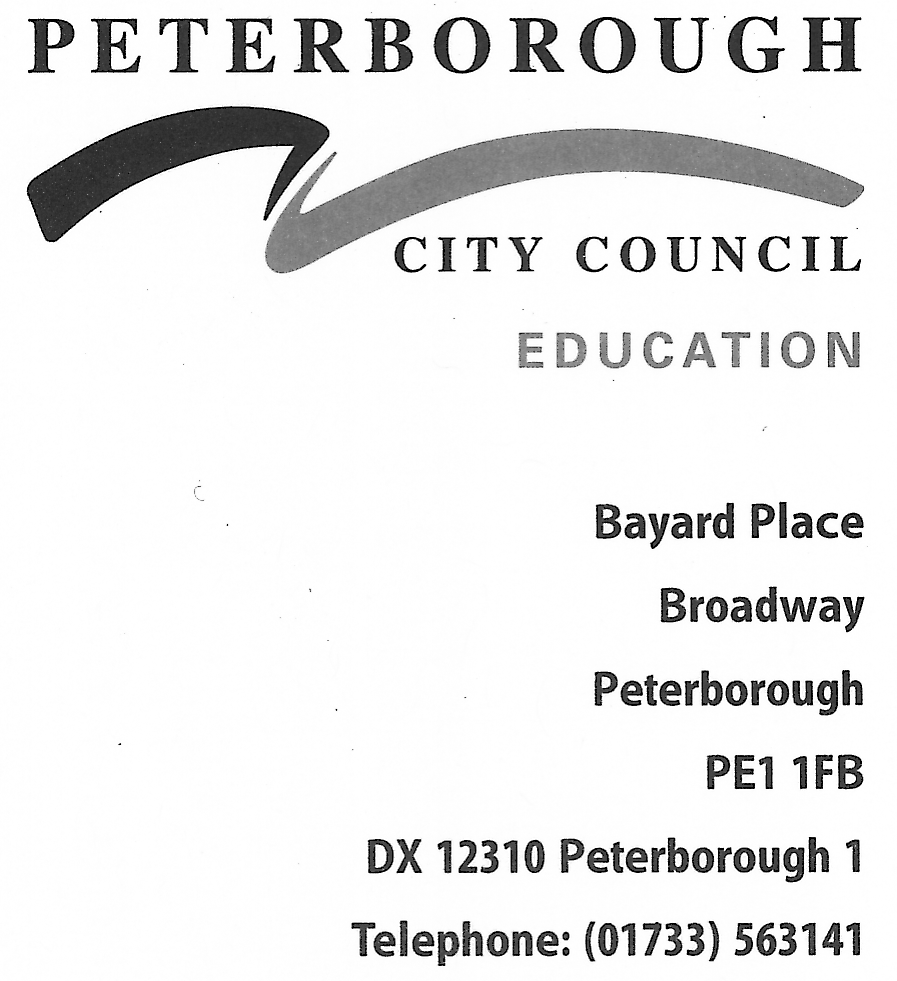 PETERBOROUGH
CITY COUNCIL
EDUCATION
Bayard Place
Broadway
Peterborough
PE1 1FB
DX 12310 Peterborough 1
Telephone: (01733) 563141